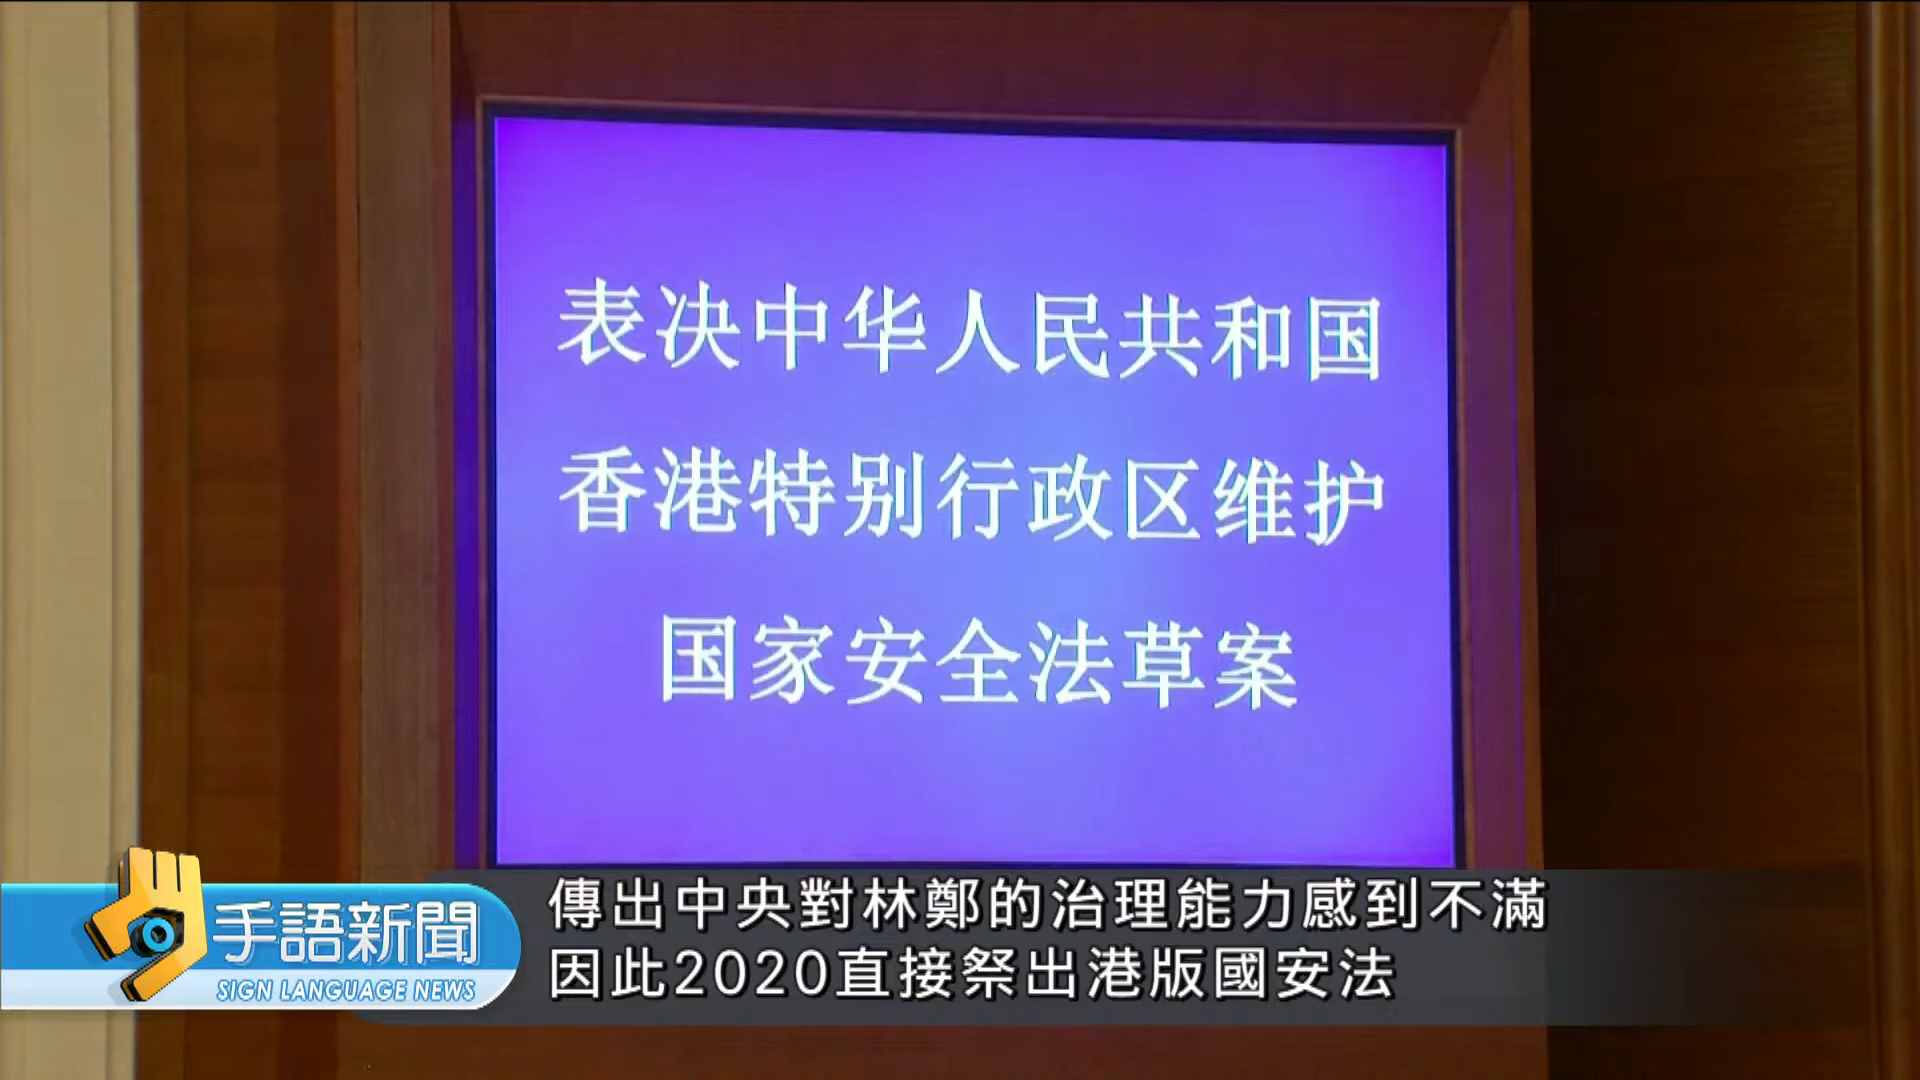 表决中华人民共和国
香港特别行政区维护
国家安全法草案
傳出中央對林鄭的治理能力感到不滿
因此2020直接祭出港版國安法
手語新聞
SIGN LANGUAGE NEWS